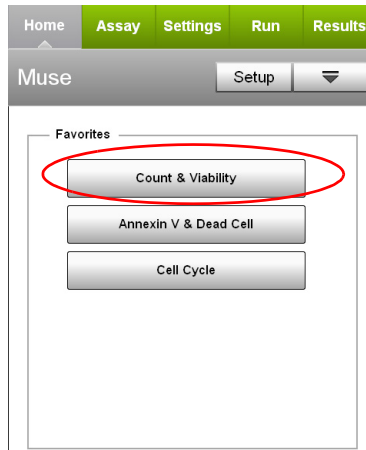 Home Assay Settings Run Results
Muse Setup
Favorites
Count & Viability
Annexin V & Dead Cell
Cell Cycle